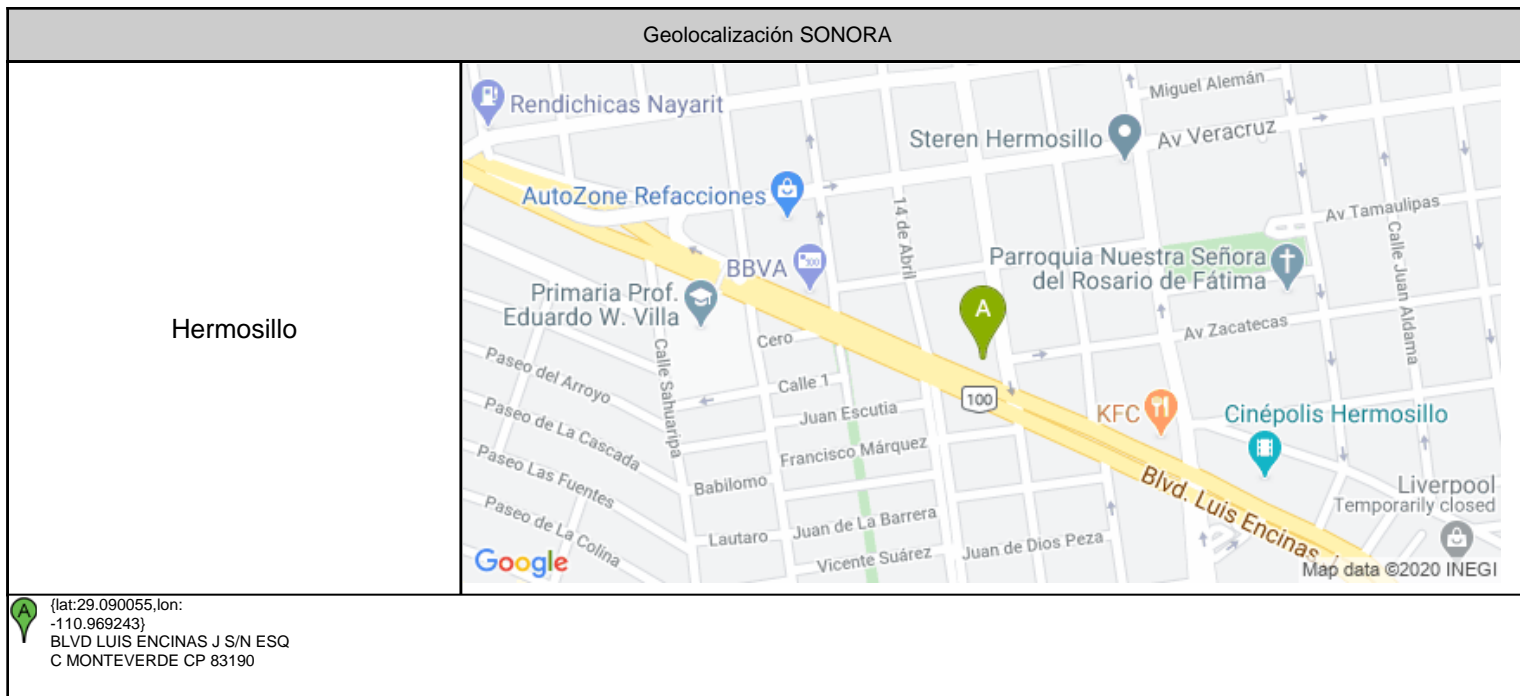 Geolocalización SONORA
Hermosillo
Miguel Alemán
Rendichicas Nayarit
Steren Hermosillo
Av Veracruz
AutoZone Refacciones
14 de Abril
Av Tamaulipas
Calle Juan Aldama
BBVA
Parroquia Nuestra Señora
del Rosario de Fátima
Primaria Prof.
Eduardo W. Villa
A
Cero
Av Zacatecas
Calle Sahuaripa
Paseo del Arroyo
Calle 1
100
Juan Escutia
KFC
Cinépolis Hermosillo
Paseo de La Cascada
Francisco Márquez
Paseo Las Fuentes
Babilomo
Blvd. Luis Encinas J
Liverpool
Temporarily closed
Paseo de La Colina
Lautaro
Juan de La Barrera
Vicente Suárez
Juan de Dios Peza
Google
Map data ©2020 INEGI
A
{lat:29.090055,lon:
-110.969243}
BLVD LUIS ENCINAS J S/N ESQ
C MONTEVERDE CP 83190